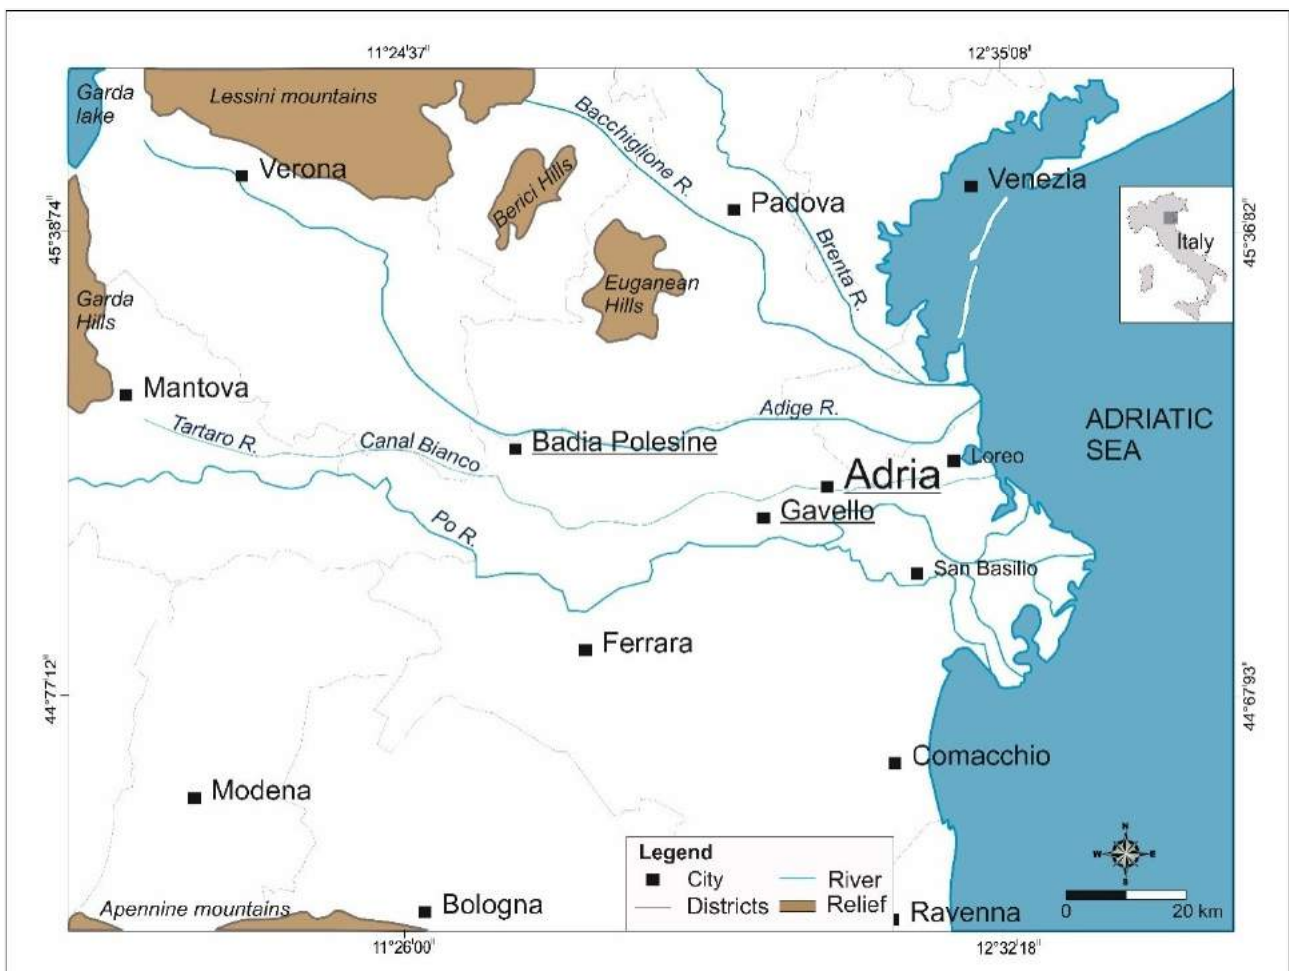 11°24'37"
12°35'08"
Garda
lake
Lessini mountains
Bacchiglione R.
Verona
Berici Hills
Padova
Venezia
45°38'74"
45°36'82"
Italy
Brenta R.
Euganean
Hills
Garda
Hills
Mantova
Adige R.
ADRIATIC
SEA
Tartaro R.
Canal Bianco
Badia Polesine
Loreo
Adria
Gavello
Po R.
San Basilio
Ferrara
44°77'12"
44°67'93"
Comacchio
Modena
Legend
City
River
Districts
Relief
N
W
E
S
0
20 km
Apennine mountains
Bologna
Ravenna
11°26'00"
12°32'18"